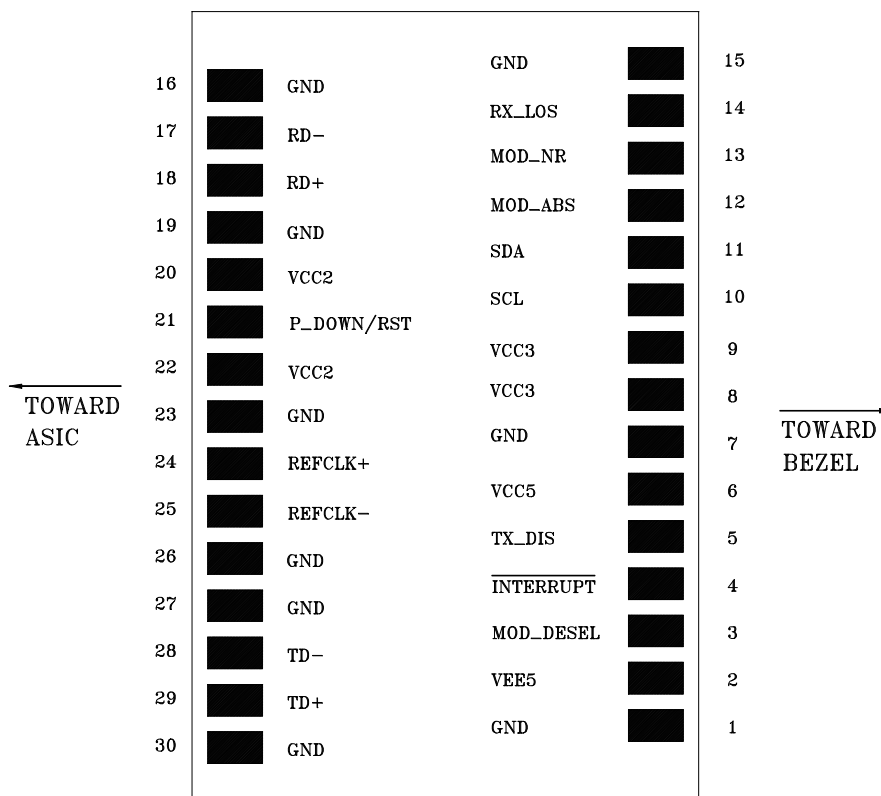 GND 15
16 GND
RX_LOS 14
17 RD-
MOD_NR 13
18 RD+
MOD_ABS 12
19 GND
SDA 11
20 VCC2
SCL 10
21 P_DOWN/RST
VCC3 9
22 VCC2
VCC3 8
TOWARD
ASIC
23 GND
GND 7
TOWARD
BEZEL
24 REFCLK+
VCC5 6
25 REFCLK-
TX_DIS 5
26 GND
INTERRUPT 4
27 GND
MOD_DESEL 3
28 TD-
VEE5 2
29 TD+
GND 1
30 GND